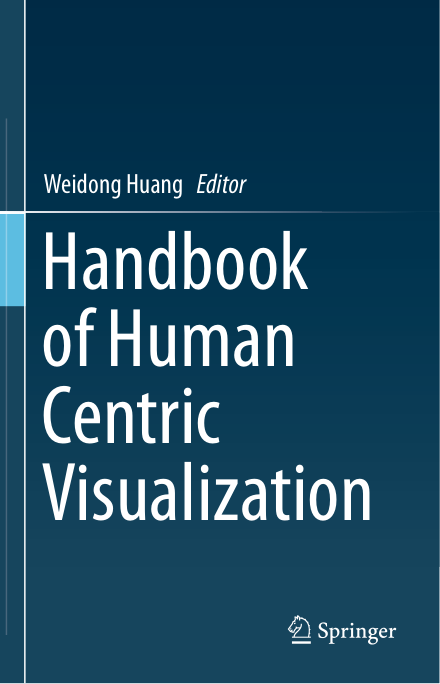 Weidong Huang Editor
Handbook
of Human
Centric
Visualization
Springer